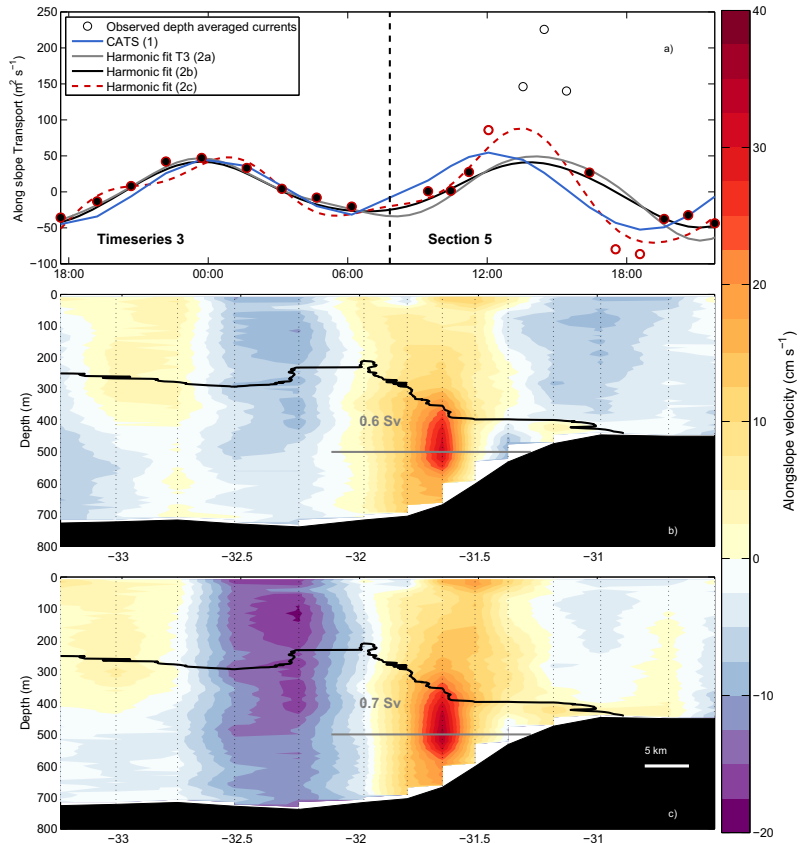 250
200
150
100
50
0
−50
−100
Along slope Transport (m² s⁻¹)
Observed depth averaged currents
CATS (1)
Harmonic fit T3 (2a)
Harmonic fit (2b)
Harmonic fit (2c)
a)
Timeseries 3
Section 5
18:00 00:00 06:00 12:00 18:00
0
100
200
300
400
500
600
700
800
Depth (m)
0.6 Sv
b)
−33 −32.5 −32 −31.5 −31
0
100
200
300
400
500
600
700
800
Depth (m)
0.7 Sv
5 km
c)
−33 −32.5 −32 −31.5 −31
40
30
20
10
0
−10
−20
Alongslope velocity (cm s⁻¹)